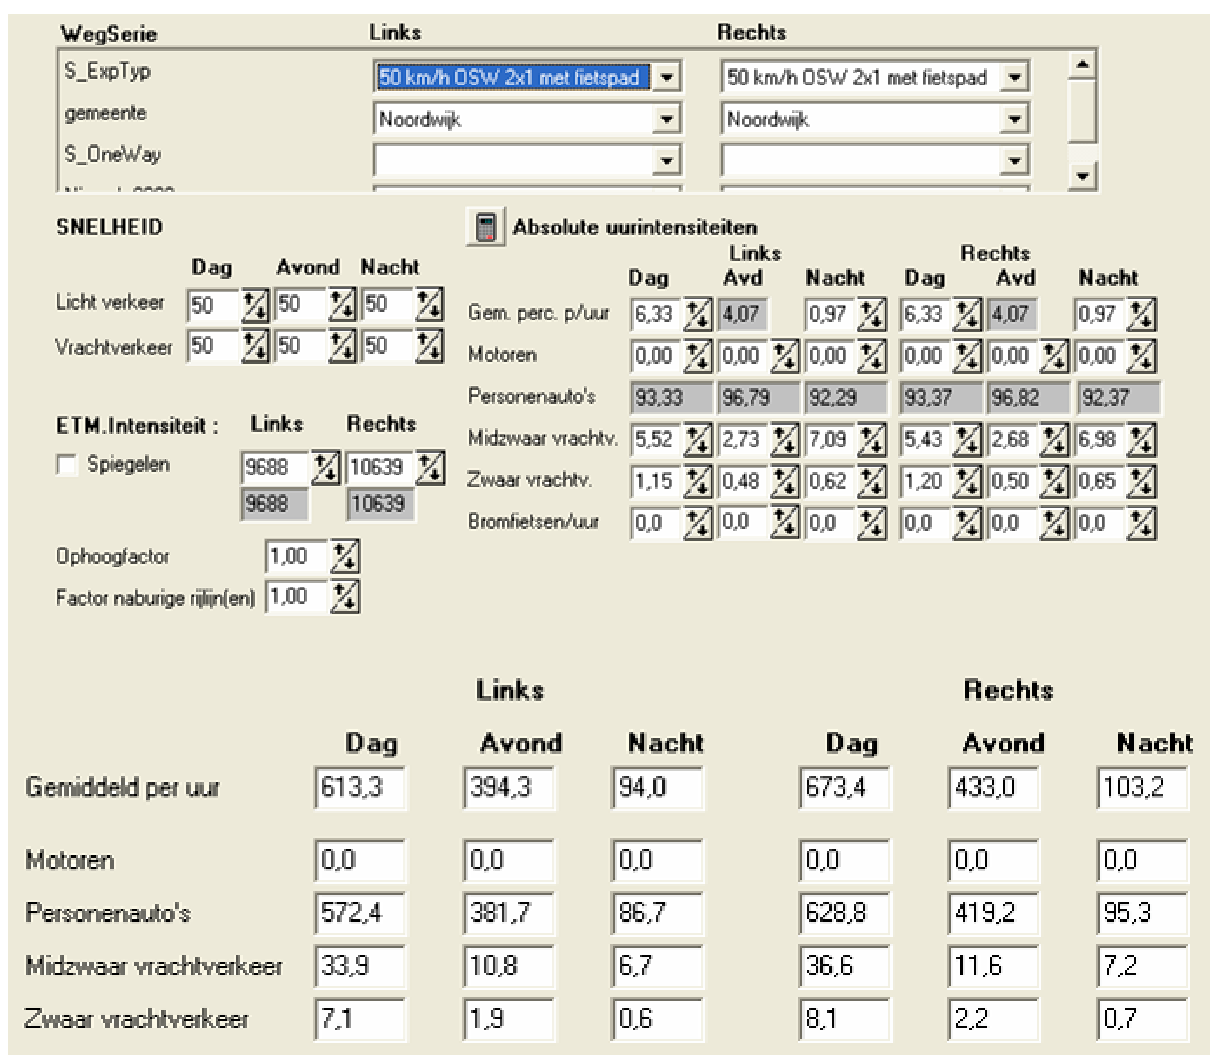 WegSerie Links Rechts
S_ExpTyp 50 km/h OSW 2x1 met fietspad 50 km/h OSW 2x1 met fietspad
gemeente Noordwijk Noordwijk
S_OneWay
SNELHEID Absolute uurintensiteiten
Links Rechts
Dag Avond Nacht Dag Avd Nacht Dag Avd Nacht
Licht verkeer 50 50 50 Gem. perc. p/uur 6,33 4,07 0,97 6,33 4,07 0,97
Vrachtverkeer 50 50 50 Motoren 0,00 0,00 0,00 0,00 0,00 0,00
Personenauto's 93,33 96,79 92,29 93,37 96,82 92,37
ETM.Intensiteit : Links Rechts Midzwaar vrachtv. 5,52 2,73 7,09 5,43 2,68 6,98
Spiegelen 9688 10639 Zwaar vrachtv. 1,15 0,48 0,62 1,20 0,50 0,65
9688 10639 Bromfietsen/uur 0,0 0,0 0,0 0,0 0,0 0,0
Ophoogfactor 1,00
Factor naburige rijlijn(en) 1,00
Links Rechts
Dag Avond Nacht Dag Avond Nacht
Gemiddeld per uur 613,3 394,3 94,0 673,4 433,0 103,2
Motoren 0,0 0,0 0,0 0,0 0,0 0,0
Personenauto's 572,4 381,7 86,7 628,8 419,2 95,3
Midzwaar vrachtverkeer 33,9 10,8 6,7 36,6 11,6 7,2
Zwaar vrachtverkeer 7,1 1,9 0,6 8,1 2,2 0,7